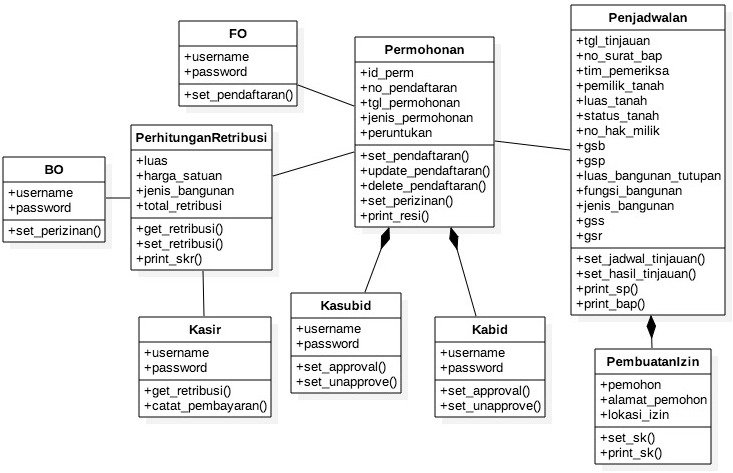 FO
+username
+password
+set_pendaftaran()
Permohonan
+id_perm
+no_pendaftaran
+tgl_permohonan
+jenis_permohonan
+peruntukan
+set_pendaftaran()
+update_pendaftaran()
+delete_pendaftaran()
+set_perizinan()
+print_resi()
Penjadwalan
+tgl_tinjauan
+no_surat_bap
+tim_pemeriksa
+pemilik_tanah
+luas_tanah
+status_tanah
+no_hak_milik
+gsb
+gsp
+luas_bangunan_tutupan
+fungsi_bangunan
+jenis_bangunan
+gss
+gsr
+set_jadwal_tinjauan()
+set_hasil_tinjauan()
+print_sp()
+print_bap()
PerhitunganRetribusi
+luas
+harga_satuan
+jenis_bangunan
+total_retribusi
+get_retribusi()
+set_retribusi()
+print_skr()
BO
+username
+password
+set_perizinan()
Kasir
+username
+password
+get_retribusi()
+catat_pembayaran()
Kasubid
+username
+password
+set_approval()
+set_unapprove()
Kabid
+username
+password
+set_approval()
+set_unapprove()
PembuatanIzin
+pemohon
+alamat_pemohon
+lokasi_izin
+set_sk()
+print_sk()